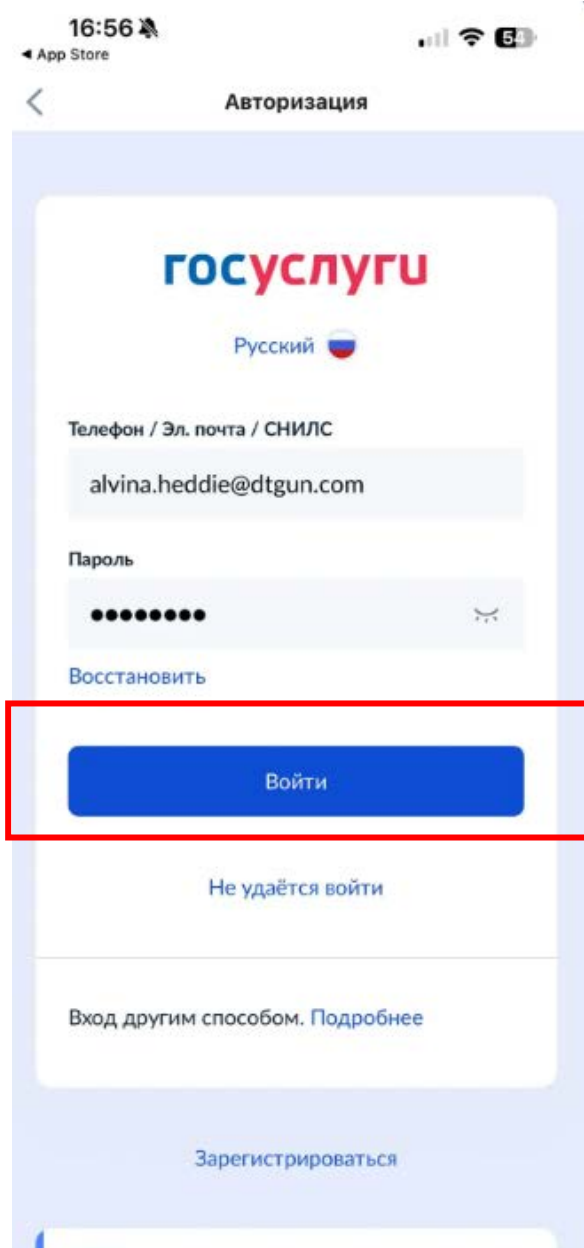 16:56
App Store
54
Авторизация
госуслуги
Русский
Телефон / Эл. почта / СНИЛС
alvina.heddie@dtgun.com
Пароль
••••••••
Восстановить
Войти
Не удаётся войти
Вход другим способом. Подробнее
Зарегистрироваться